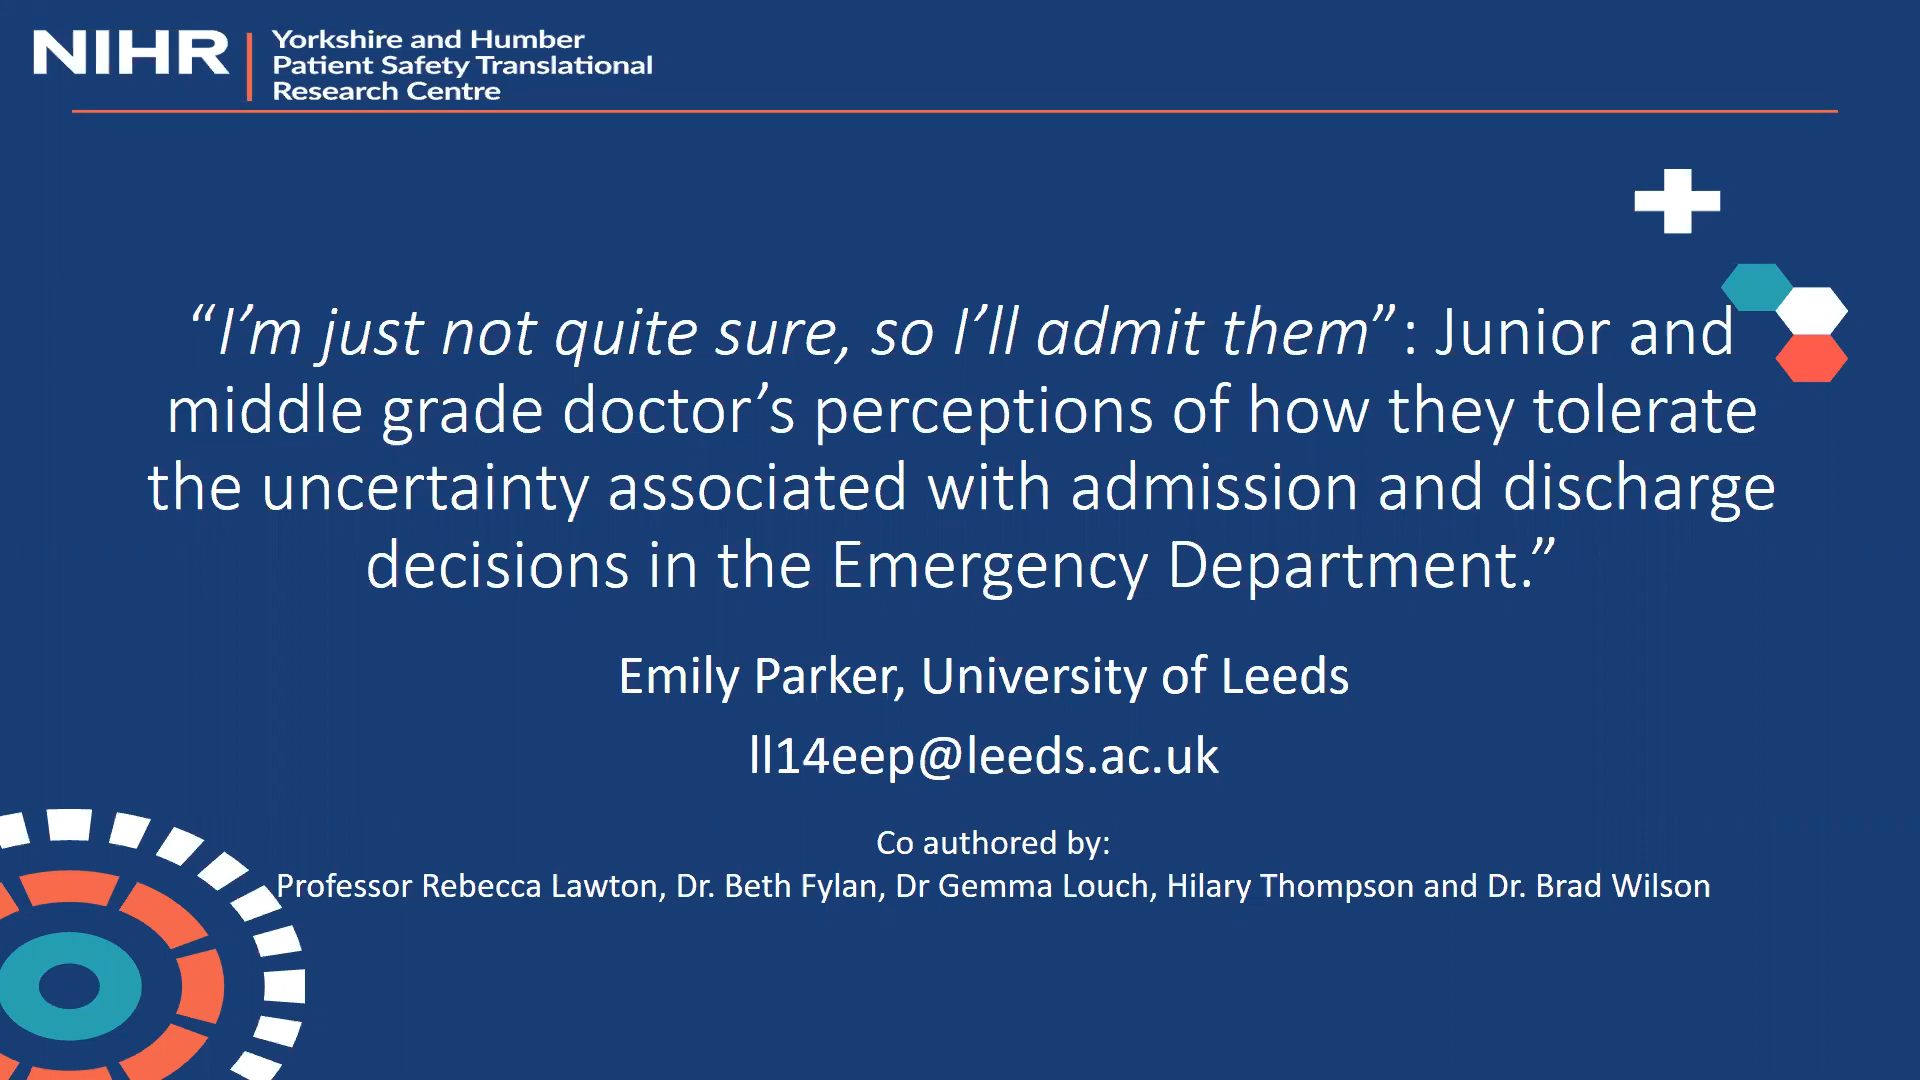 NIHR
Yorkshire and Humber
Patient Safety Translational
Research Centre
“I’m just not quite sure, so I’ll admit them”: Junior and
middle grade doctor’s perceptions of how they tolerate
the uncertainty associated with admission and discharge
decisions in the Emergency Department.”
Emily Parker, University of Leeds
ll14eep@leeds.ac.uk
Co authored by:
Professor Rebecca Lawton, Dr. Beth Fylan, Dr Gemma Louch, Hilary Thompson and Dr. Brad Wilson